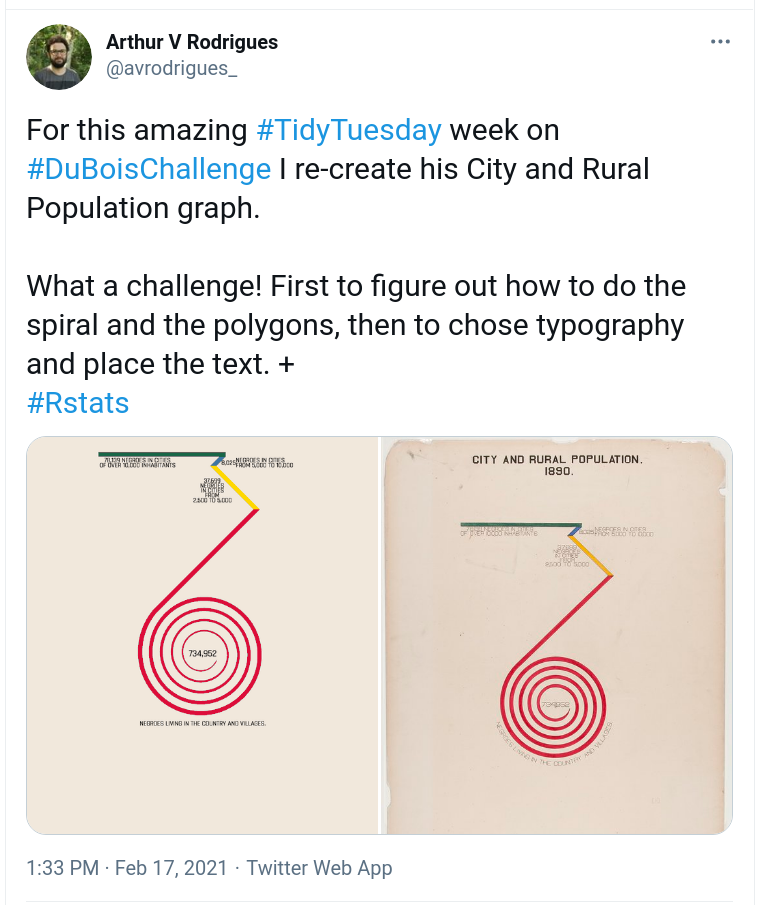 Arthur V Rodrigues
@avrodrigues_
For this amazing #TidyTuesday week on
#DuBoisChallenge I re-create his City and Rural
Population graph.
What a challenge! First to figure out how to do the
spiral and the polygons, then to chose typography
and place the text. +
#Rstats
70,139 NEGROES IN CITIES
OF OVER 10,000 INHABITANTS
8,025 NEGROES IN CITIES
FROM 5,000 TO 10,000
37,699
NEGROES
IN CITIES
FROM
2,500 TO 5,000
734,952
NEGROES LIVING IN THE COUNTRY AND VILLAGES.
CITY AND RURAL POPULATION.
1890.
NEGROES IN CITIES
OF OVER 10,000 INHABITANTS
NEGROES IN CITIES
FROM 5,000 TO 10,000
NEGROES
IN CITIES
FROM
2,500 TO 5,000
NEGROES LIVING IN THE COUNTRY AND VILLAGES
1:33 PM · Feb 17, 2021 · Twitter Web App